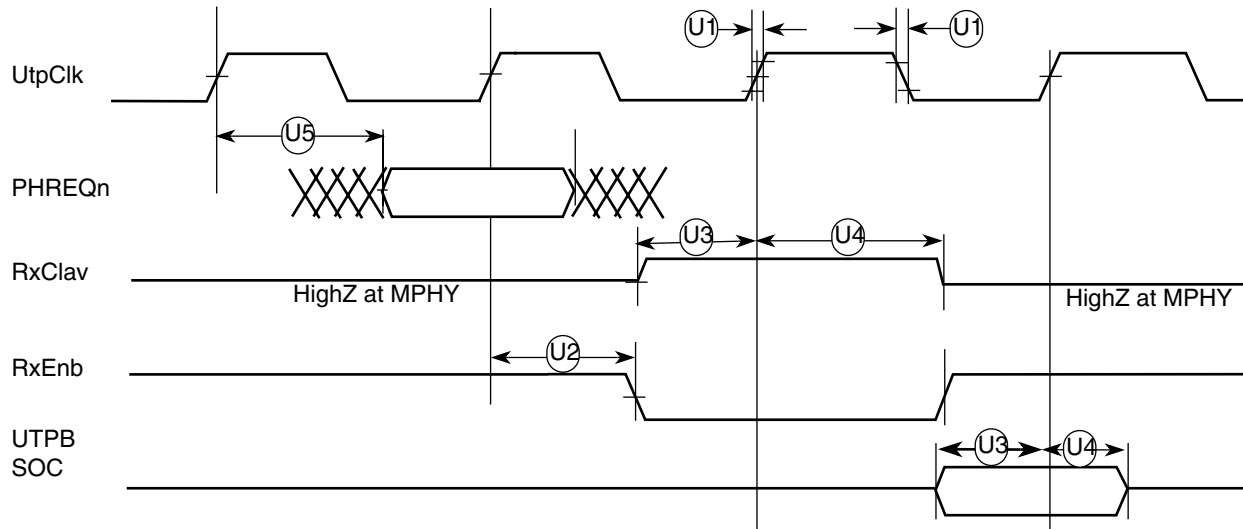 U1
U1
UtpClk
U5
PHREQn
U3
U4
RxClav
HighZ at MPHY
HighZ at MPHY
U2
RxEnb
UTPB
SOC
U3
U4